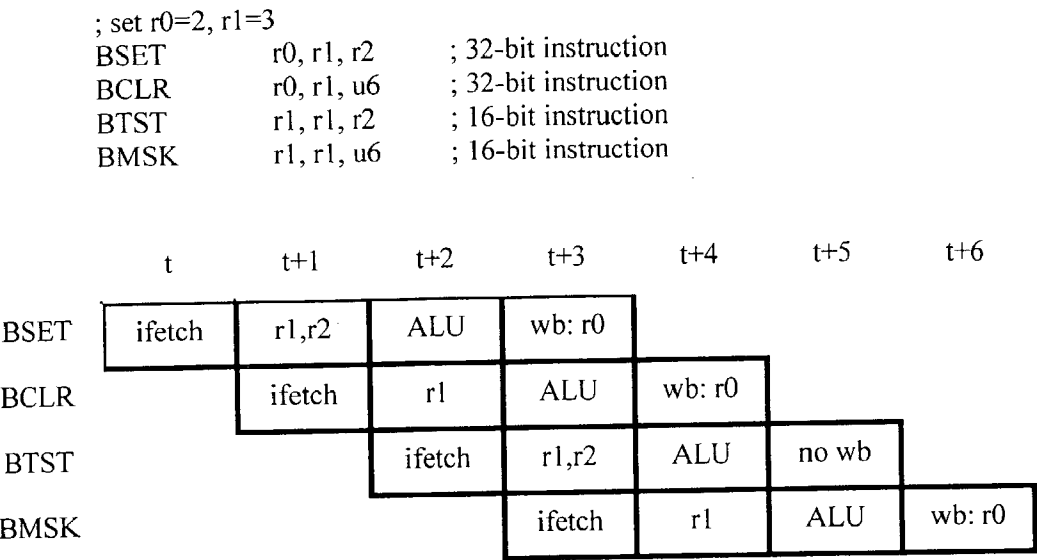 ; set r0=2, r1=3
BSET r0, r1, r2 ; 32-bit instruction
BCLR r0, r1, u6 ; 32-bit instruction
BTST r1, r1, r2 ; 16-bit instruction
BMSK r1, r1, u6 ; 16-bit instruction
t t+1 t+2 t+3 t+4 t+5 t+6
BSET ifetch r1,r2 ALU wb: r0
BCLR ifetch r1 ALU wb: r0
BTST ifetch r1,r2 ALU no wb
BMSK ifetch r1 ALU wb: r0